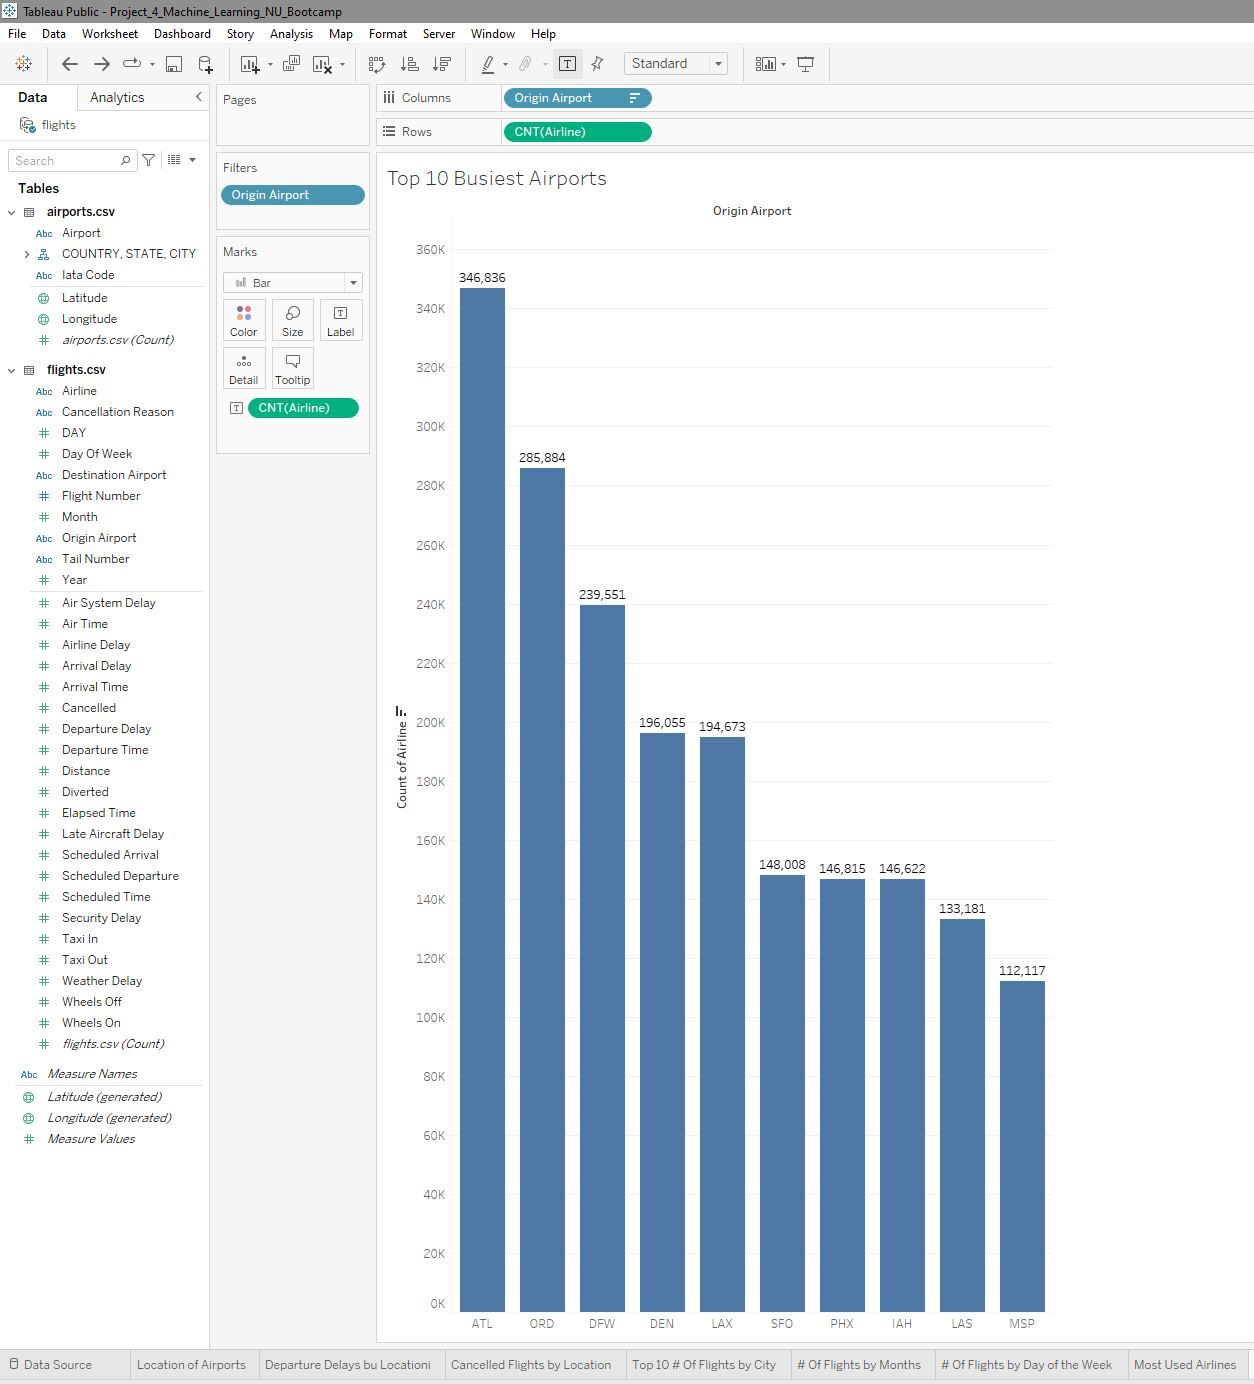 Tableau Public - Project_4_Machine_Learning_NU_Bootcamp
File Data Worksheet Dashboard Story Analysis Map Format Server Window Help
Standard
Data Analytics
flights
Search
Tables
airports.csv
Abc Airport
COUNTRY, STATE, CITY
Abc Iata Code
Latitude
Longitude
airports.csv (Count)
flights.csv
Abc Airline
Abc Cancellation Reason
DAY
Day Of Week
Abc Destination Airport
Flight Number
Month
Abc Origin Airport
Abc Tail Number
Year
Air System Delay
Air Time
Airline Delay
Arrival Delay
Arrival Time
Cancelled
Departure Delay
Departure Time
Distance
Diverted
Elapsed Time
Late Aircraft Delay
Scheduled Arrival
Scheduled Departure
Scheduled Time
Security Delay
Taxi In
Taxi Out
Weather Delay
Wheels Off
Wheels On
flights.csv (Count)
Abc Measure Names
Latitude (generated)
Longitude (generated)
Measure Values
Pages
Filters
Origin Airport
Marks
Bar
Color Size Label
Detail Tooltip
CNT(Airline)
Columns Origin Airport
Rows CNT(Airline)
Top 10 Busiest Airports
Origin Airport
Count of Airline
360K
340K
320K
300K
280K
260K
240K
220K
200K
180K
160K
140K
120K
100K
80K
60K
40K
20K
0K
346,836
285,884
239,551
196,055
194,673
148,008
146,815
146,622
133,181
112,117
ATL ORD DFW DEN LAX SFO PHX IAH LAS MSP
Data Source Location of Airports Departure Delays bu Locationi Cancelled Flights by Location Top 10 # Of Flights by City # Of Flights by Months # Of Flights by Day of the Week Most Used Airlines